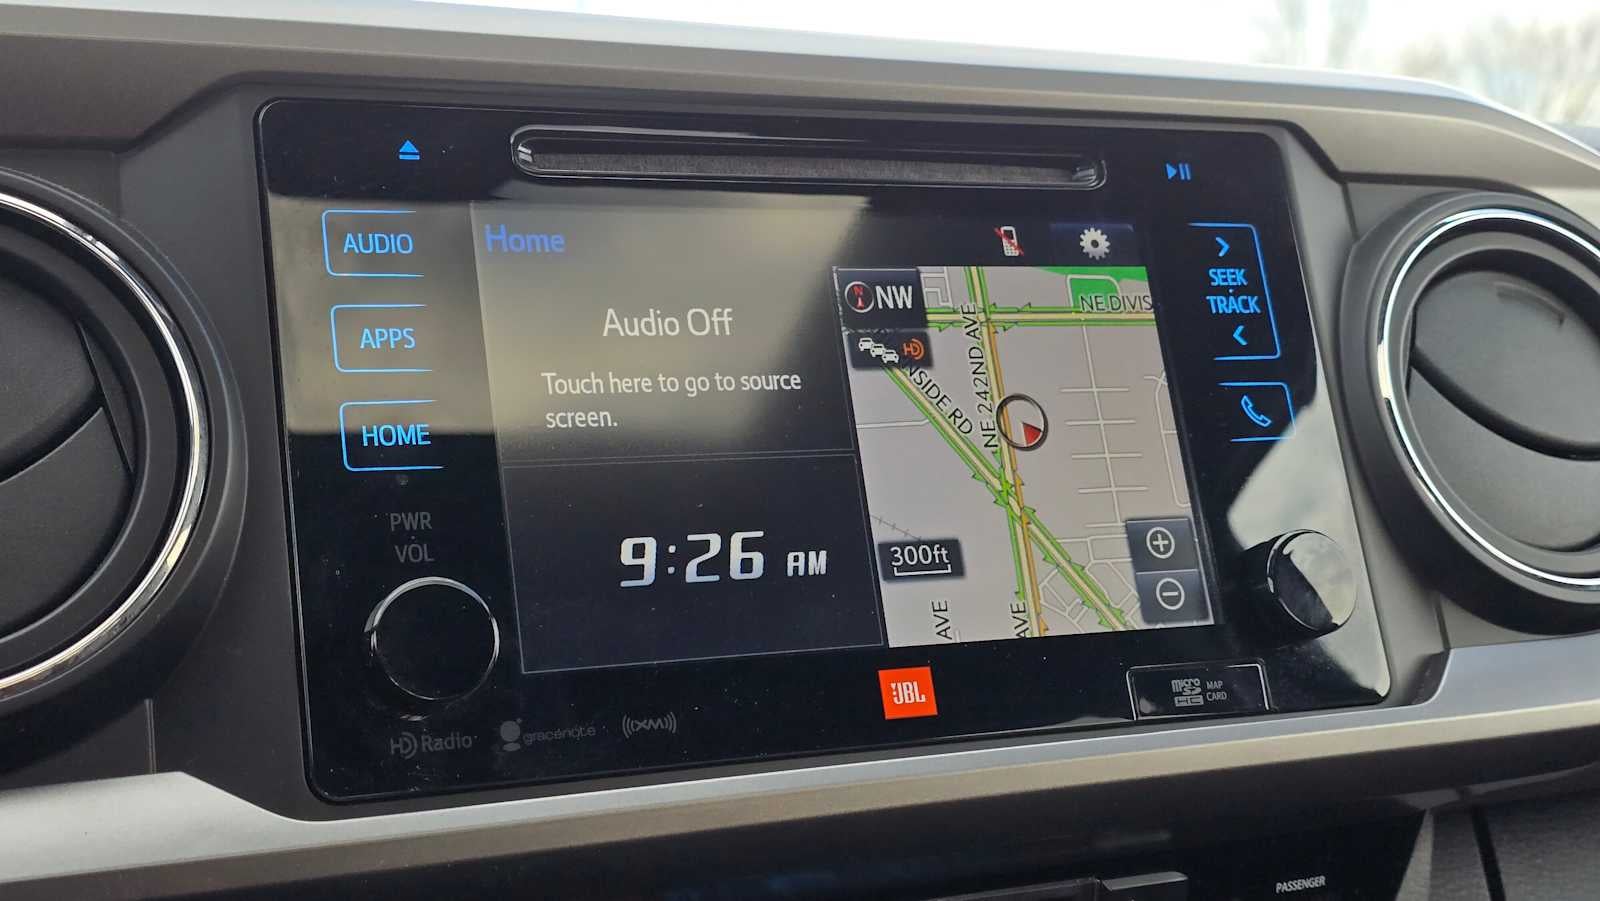 AUDIO
APPS
HOME
PWR
VOL
Home
Audio Off
Touch here to go to source
screen.
9:26 AM
N NW
HD
NE DIVIS
NE 242ND AVE
NSIDE RD
300ft
AVE
AVE
SEEK
TRACK
JBL
micro
SD
HC
MAP
CARD
HD Radio
gracenote
((XM))
PASSENGER